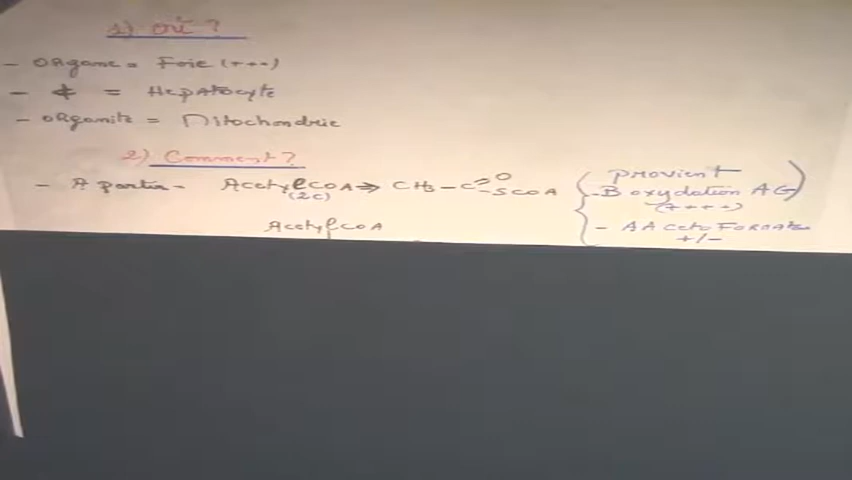 1) Où ?
- ORgane = Foie (+++)
- = Hepatocyte
- ORganite = Mitochondrie
2) Comment ?
- A partir - AcetylCOA => CH3 - C = O - SCOA
(2C)
AcetylCOA
provient
- B oxydation AG
(++++)
- AA cetoFORMATEURS
+/-